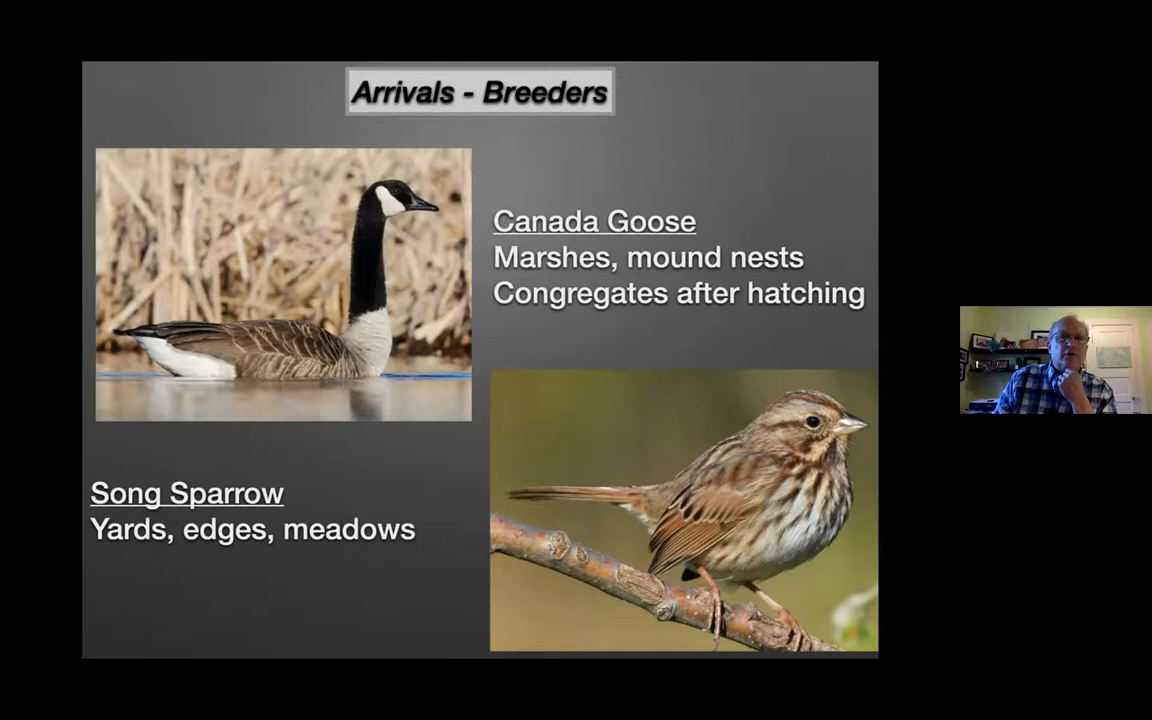 Arrivals - Breeders
Canada Goose
Marshes, mound nests
Congregates after hatching
Song Sparrow
Yards, edges, meadows